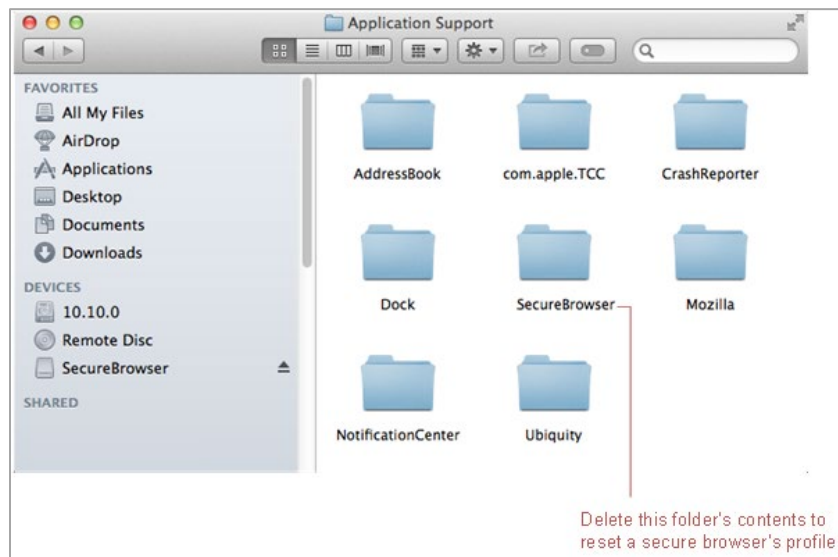 Application Support
FAVORITES
All My Files
AirDrop
Applications
Desktop
Documents
Downloads
DEVICES
10.10.0
Remote Disc
SecureBrowser
SHARED
AddressBook
com.apple.TCC
CrashReporter
Dock
SecureBrowser
Mozilla
NotificationCenter
Ubiquity
Delete this folder's contents to
reset a secure browser's profile